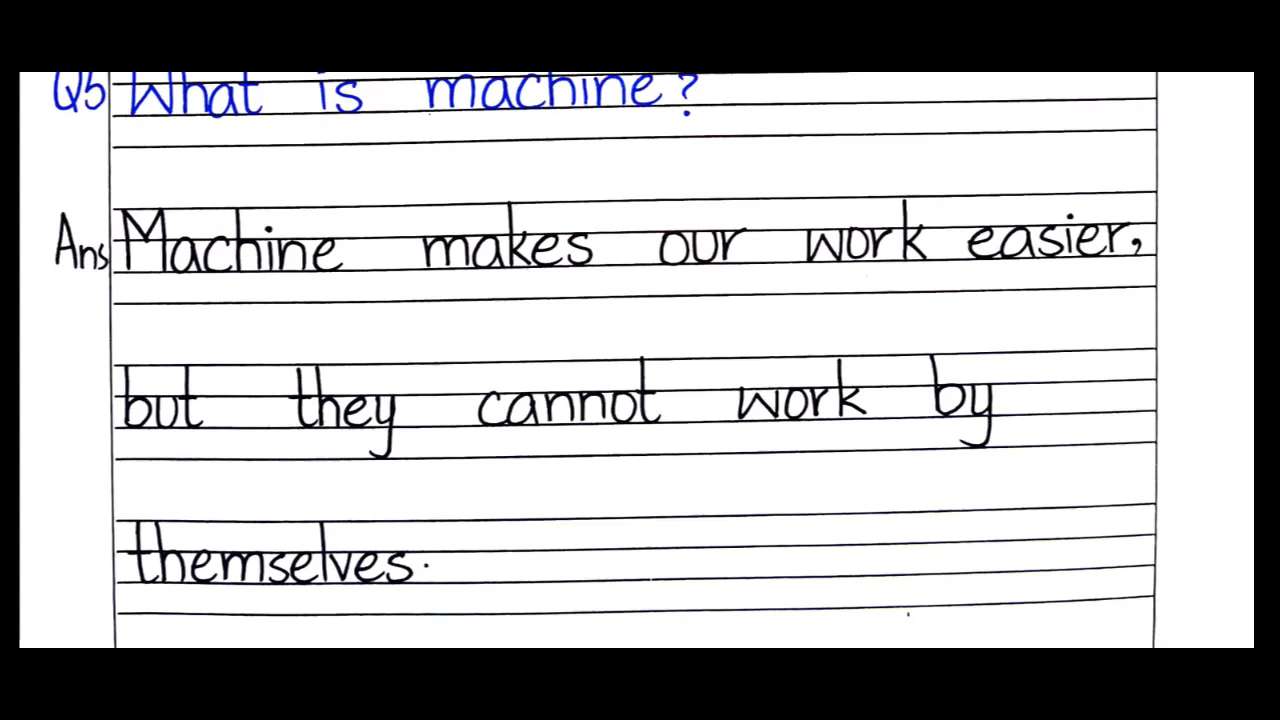 Q5 What is machine?
Ans Machine makes our work easier,
but they cannot work by
themselves.